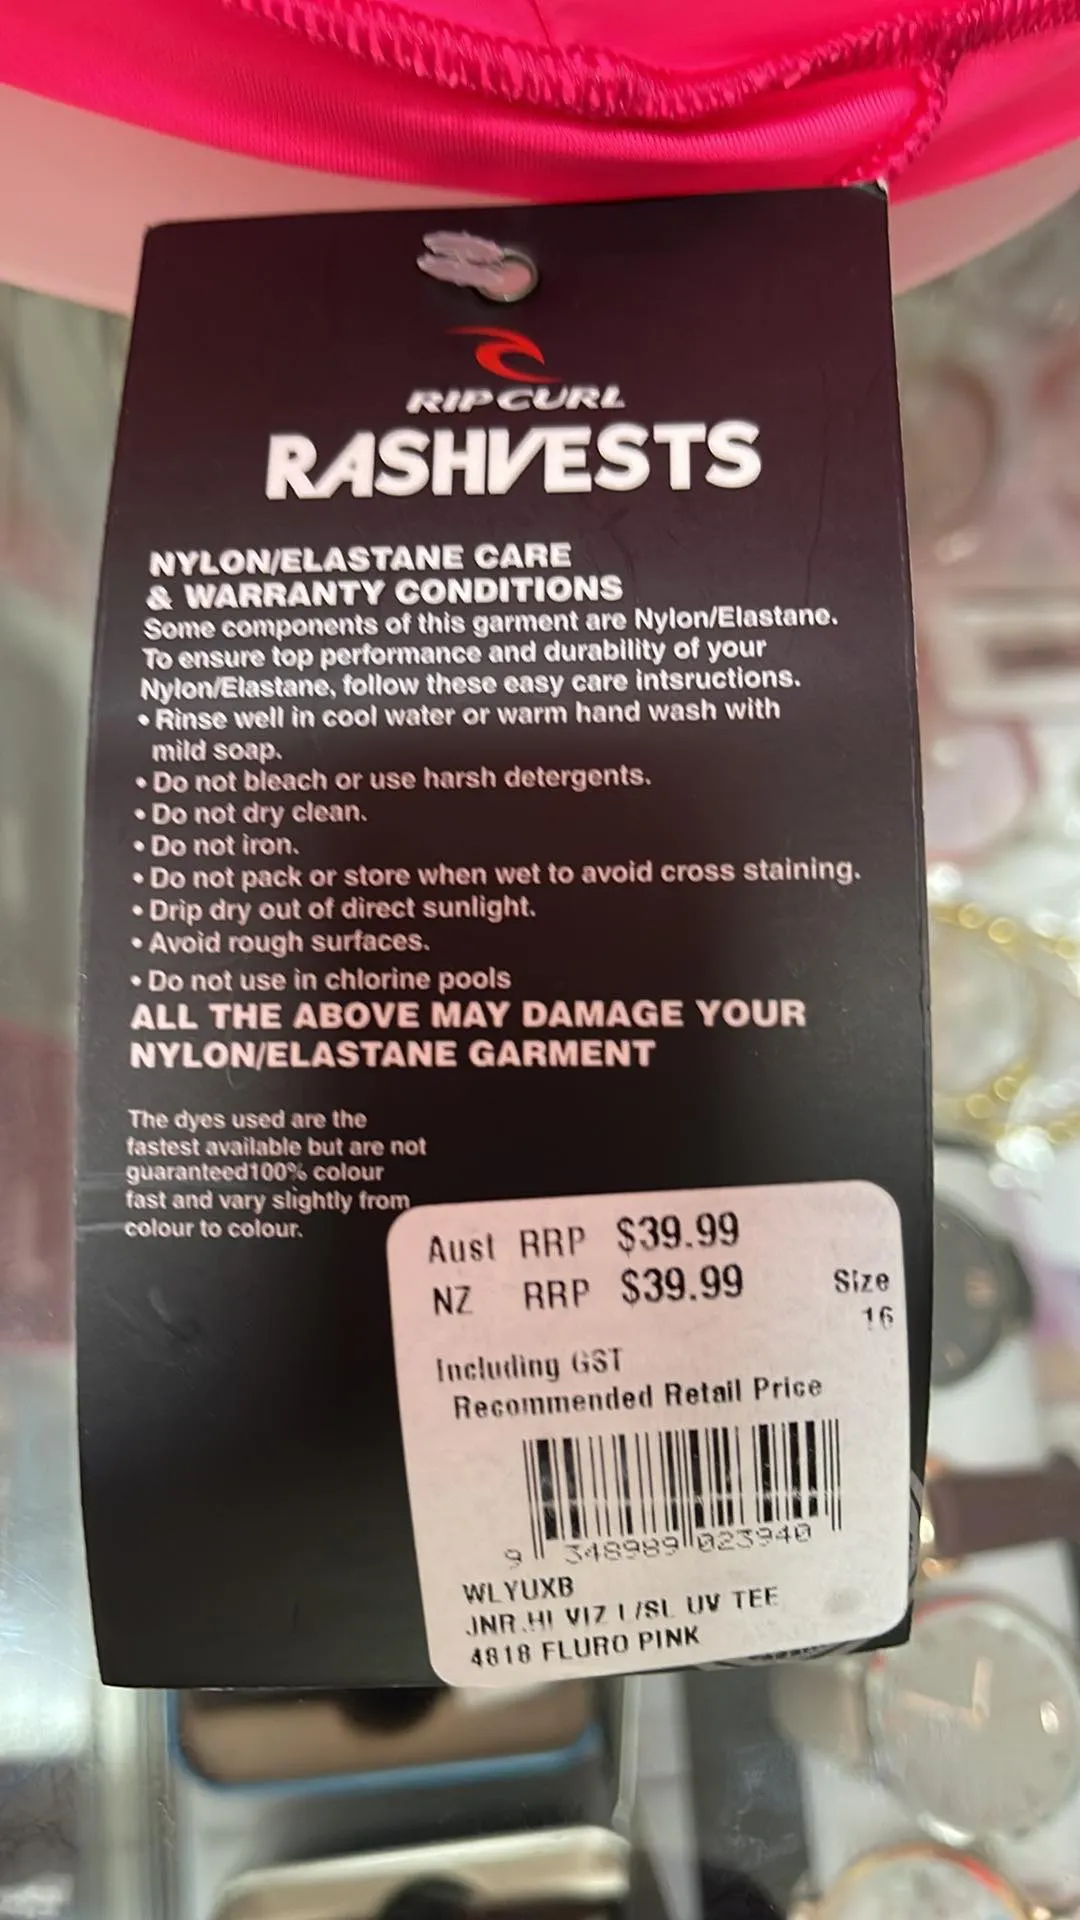 RIP CURL
RASHVESTS
NYLON/ELASTANE CARE
& WARRANTY CONDITIONS
Some components of this garment are Nylon/Elastane.
To ensure top performance and durability of your
Nylon/Elastane, follow these easy care intsructions.
• Rinse well in cool water or warm hand wash with
mild soap.
• Do not bleach or use harsh detergents.
• Do not dry clean.
• Do not iron.
• Do not pack or store when wet to avoid cross staining.
• Drip dry out of direct sunlight.
• Avoid rough surfaces.
• Do not use in chlorine pools
ALL THE ABOVE MAY DAMAGE YOUR
NYLON/ELASTANE GARMENT
The dyes used are the
fastest available but are not
guaranteed100% colour
fast and vary slightly from
colour to colour.
Aust RRP $39.99
NZ RRP $39.99
Size
16
Including GST
Recommended Retail Price
9 348989 023940
WLYUXB
JNR.HI VIZ l/SL UV TEE
4818 FLURO PINK